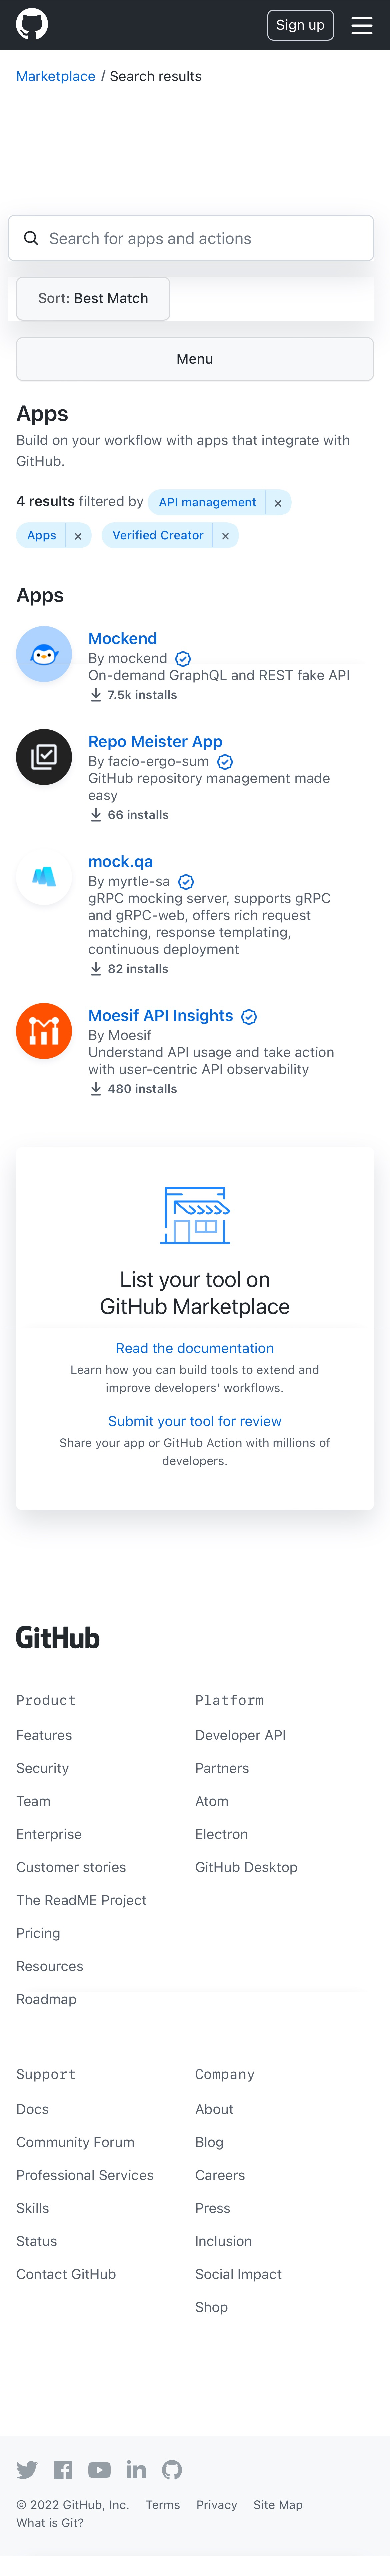 Sign up
Marketplace / Search results
Search for apps and actions
Sort: Best Match
Menu
Apps
Build on your workflow with apps that integrate with
GitHub.
4 results filtered by API management ×
Apps × Verified Creator ×
Apps
Mockend
By mockend
On-demand GraphQL and REST fake API
7.5k installs
Repo Meister App
By facio-ergo-sum
GitHub repository management made
easy
66 installs
mock.qa
By myrtle-sa
gRPC mocking server, supports gRPC
and gRPC-web, offers rich request
matching, response templating,
continuous deployment
82 installs
Moesif API Insights
By Moesif
Understand API usage and take action
with user-centric API observability
480 installs
List your tool on
GitHub Marketplace
Read the documentation
Learn how you can build tools to extend and
improve developers' workflows.
Submit your tool for review
Share your app or GitHub Action with millions of
developers.
GitHub
Product
Features
Security
Team
Enterprise
Customer stories
The ReadME Project
Pricing
Resources
Roadmap
Platform
Developer API
Partners
Atom
Electron
GitHub Desktop
Support
Docs
Community Forum
Professional Services
Skills
Status
Contact GitHub
Company
About
Blog
Careers
Press
Inclusion
Social Impact
Shop
© 2022 GitHub, Inc. Terms Privacy Site Map
What is Git?